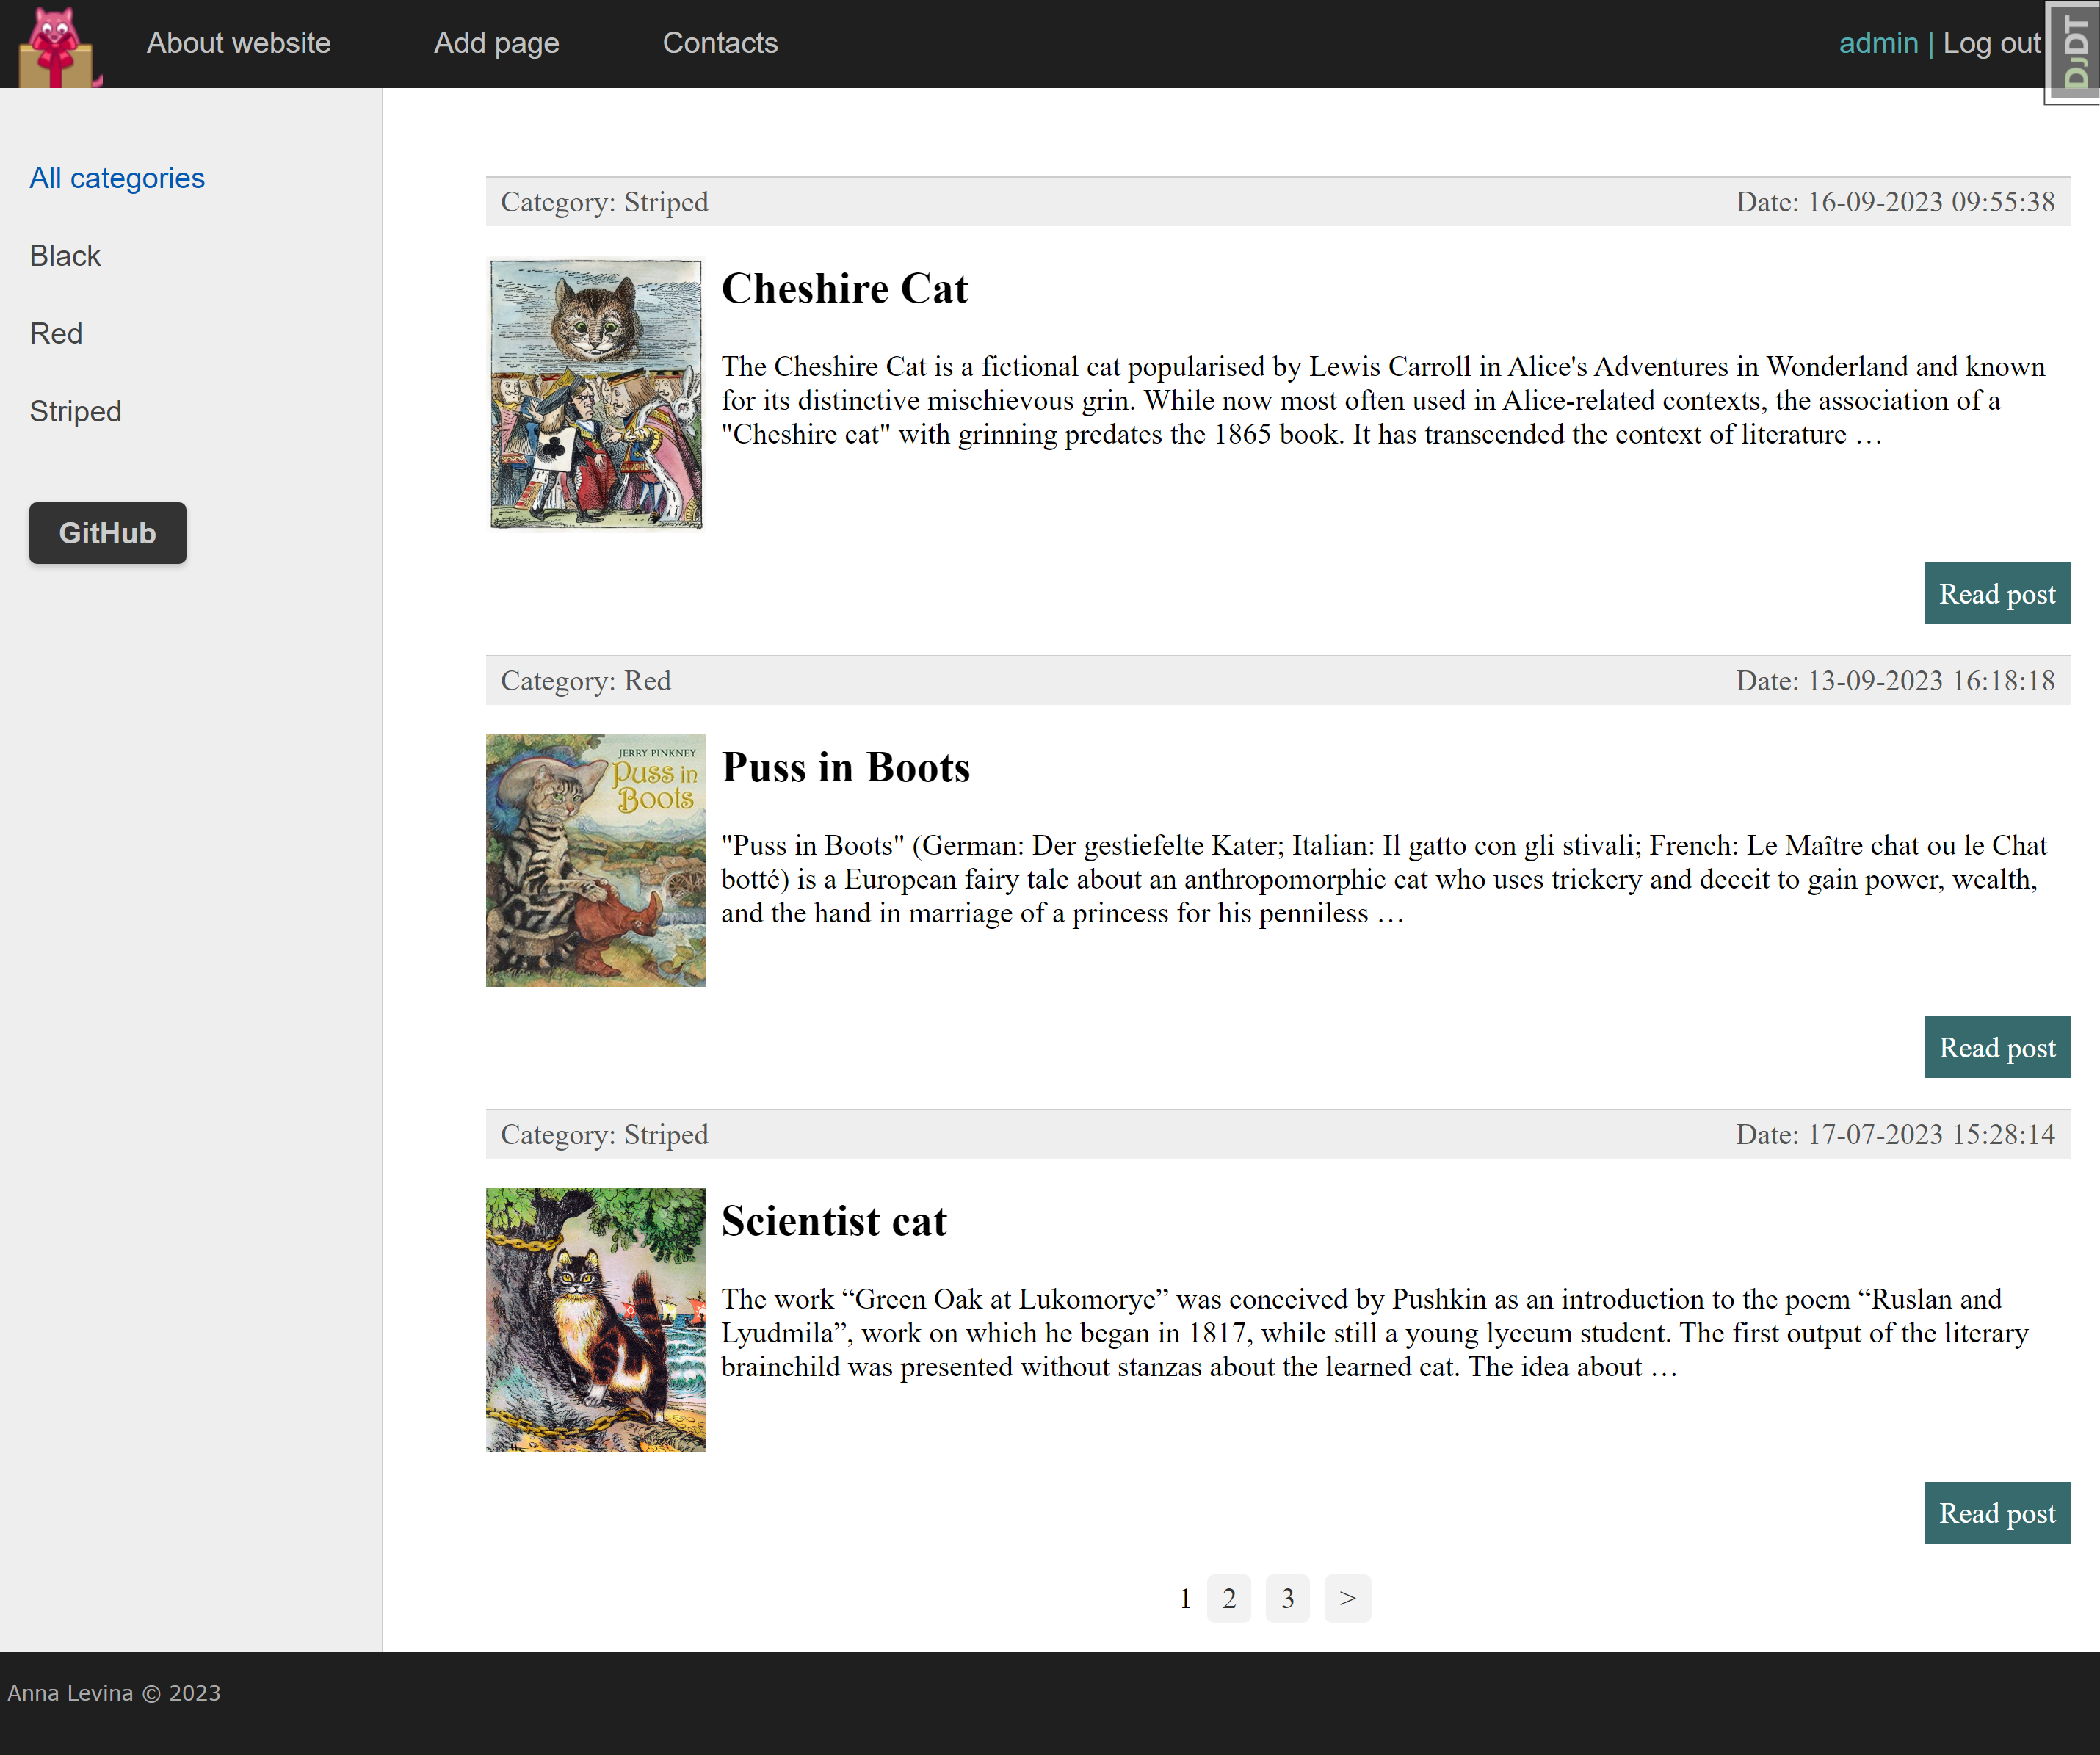 About website Add page Contacts admin | Log out
DJDT
All categories
Black
Red
Striped
GitHub
Category: Striped Date: 16-09-2023 09:55:38
Cheshire Cat
The Cheshire Cat is a fictional cat popularised by Lewis Carroll in Alice's Adventures in Wonderland and known
for its distinctive mischievous grin. While now most often used in Alice-related contexts, the association of a
"Cheshire cat" with grinning predates the 1865 book. It has transcended the context of literature …
Read post
Category: Red Date: 13-09-2023 16:18:18
JERRY PINKNEY
Puss in
Boots
Puss in Boots
"Puss in Boots" (German: Der gestiefelte Kater; Italian: Il gatto con gli stivali; French: Le Maître chat ou le Chat
botté) is a European fairy tale about an anthropomorphic cat who uses trickery and deceit to gain power, wealth,
and the hand in marriage of a princess for his penniless …
Read post
Category: Striped Date: 17-07-2023 15:28:14
Scientist cat
The work “Green Oak at Lukomorye” was conceived by Pushkin as an introduction to the poem “Ruslan and
Lyudmila”, work on which he began in 1817, while still a young lyceum student. The first output of the literary
brainchild was presented without stanzas about the learned cat. The idea about …
Read post
1 2 3 >
Anna Levina © 2023